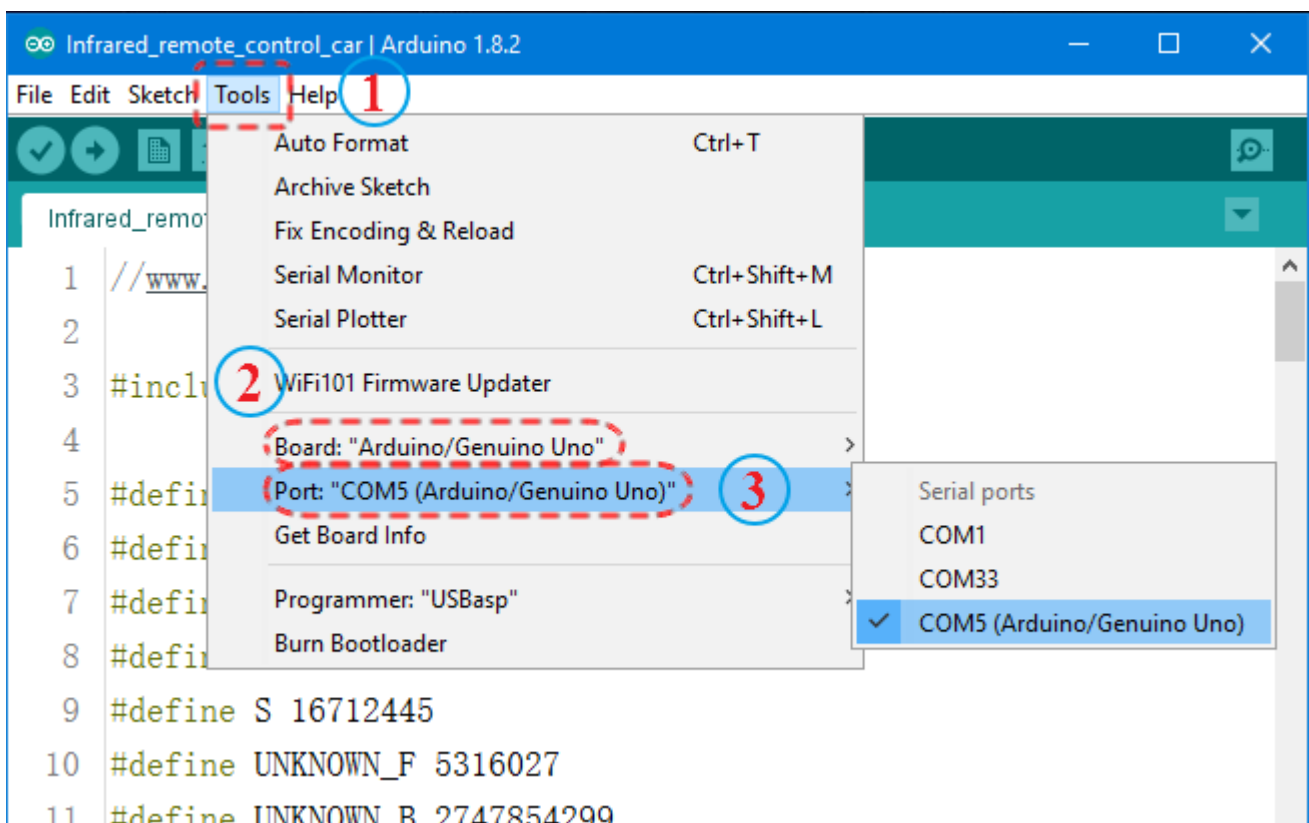 Infrared_remote_control_car | Arduino 1.8.2
File Edit Sketch Tools Help 1
Auto Format Ctrl+T
Archive Sketch
Infrared_remo
Fix Encoding & Reload
1 //www.
Serial Monitor Ctrl+Shift+M
2
Serial Plotter Ctrl+Shift+L
3 #inclu
2 WiFi101 Firmware Updater
4
Board: "Arduino/Genuino Uno"
5 #defin
Port: "COM5 (Arduino/Genuino Uno)" 3
Serial ports
6 #defin
Get Board Info
COM1
COM33
7 #defin
Programmer: "USBasp"
COM5 (Arduino/Genuino Uno)
8 #defin
Burn Bootloader
9 #define S 16712445
10 #define UNKNOWN_F 5316027
11 #define UNKNOWN_B 2747854299